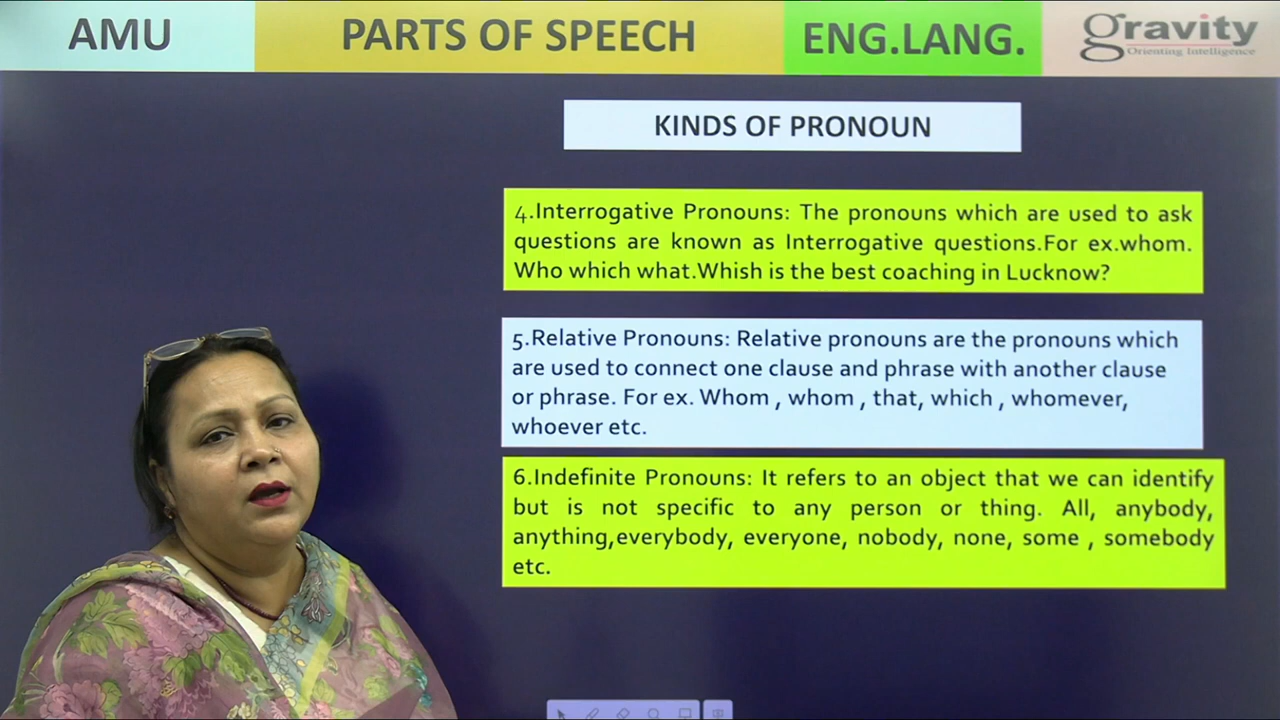 AMU
PARTS OF SPEECH
ENG.LANG.
gravity
Orienting Intelligence
KINDS OF PRONOUN
4.Interrogative Pronouns: The pronouns which are used to ask
questions are known as Interrogative questions.For ex.whom.
Who which what.Whish is the best coaching in Lucknow?
5.Relative Pronouns: Relative pronouns are the pronouns which
are used to connect one clause and phrase with another clause
or phrase. For ex. Whom , whom , that, which , whomever,
whoever etc.
6.Indefinite Pronouns: It refers to an object that we can identify
but is not specific to any person or thing. All, anybody,
anything,everybody, everyone, nobody, none, some , somebody
etc.